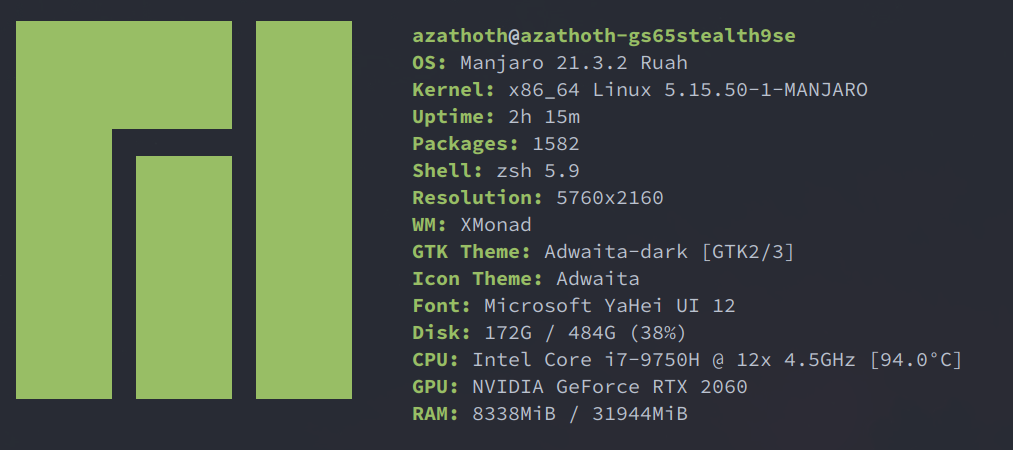 azathoth@azathoth-gs65stealth9se
OS: Manjaro 21.3.2 Ruah
Kernel: x86_64 Linux 5.15.50-1-MANJARO
Uptime: 2h 15m
Packages: 1582
Shell: zsh 5.9
Resolution: 5760x2160
WM: XMonad
GTK Theme: Adwaita-dark [GTK2/3]
Icon Theme: Adwaita
Font: Microsoft YaHei UI 12
Disk: 172G / 484G (38%)
CPU: Intel Core i7-9750H @ 12x 4.5GHz [94.0°C]
GPU: NVIDIA GeForce RTX 2060
RAM: 8338MiB / 31944MiB